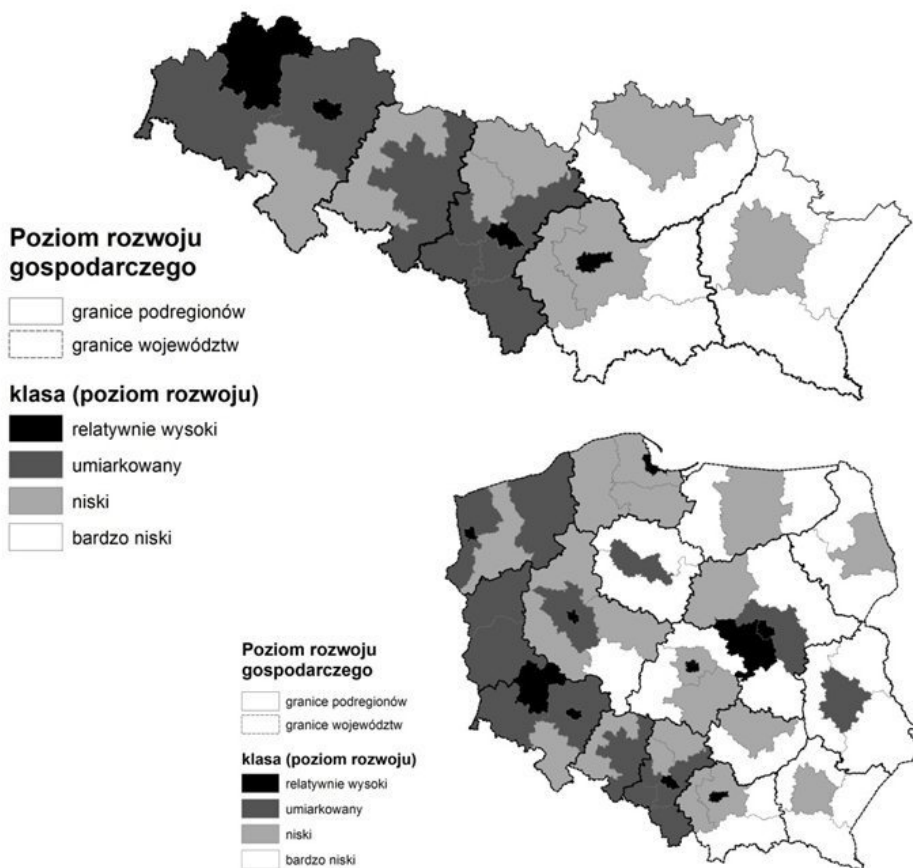 Poziom rozwoju
gospodarczego
granice podregionów
granice województw
klasa (poziom rozwoju)
relatywnie wysoki
umiarkowany
niski
bardzo niski
Poziom rozwoju
gospodarczego
granice podregionów
granice województw
klasa (poziom rozwoju)
relatywnie wysoki
umiarkowany
niski
bardzo niski